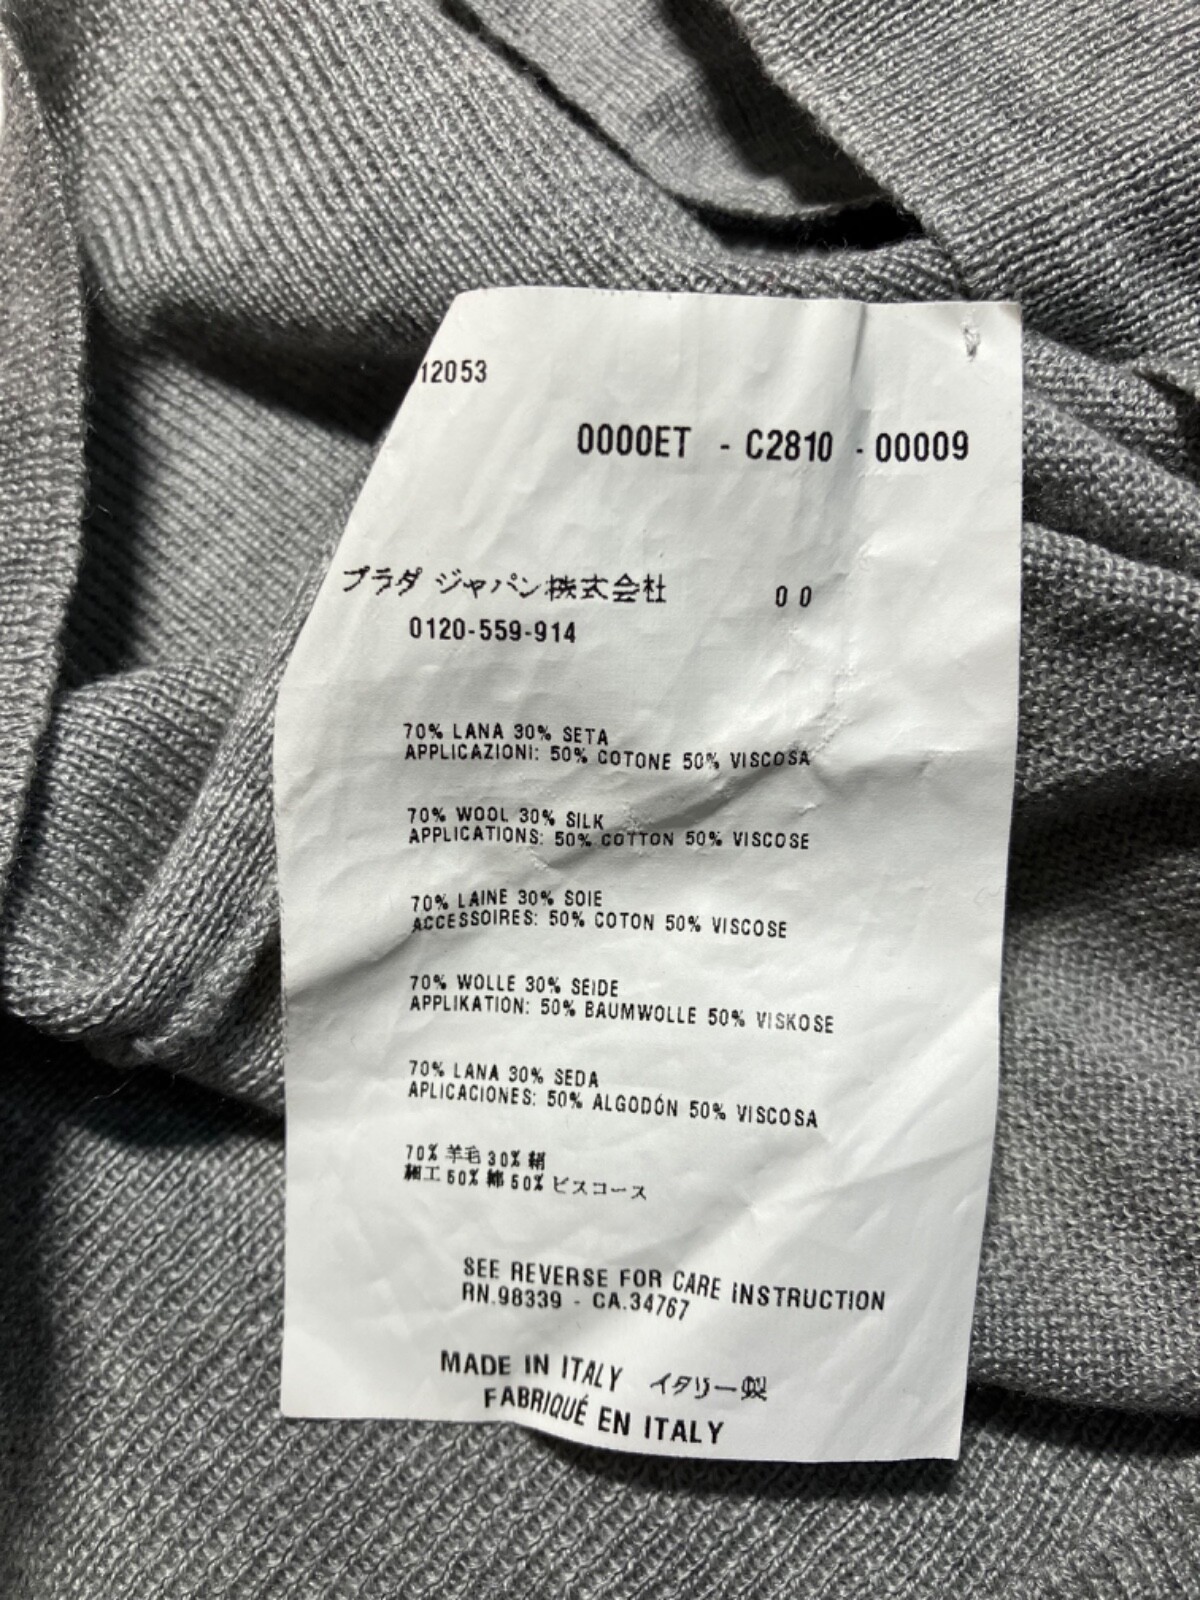 12053
0000ET - C2810 - 00009
プラダ ジャパン株式会社 00
0120-559-914
70% LANA 30% SETA
APPLICAZIONI: 50% COTONE 50% VISCOSA
70% WOOL 30% SILK
APPLICATIONS: 50% COTTON 50% VISCOSE
70% LAINE 30% SOIE
ACCESSOIRES: 50% COTON 50% VISCOSE
70% WOLLE 30% SEIDE
APPLIKATION: 50% BAUMWOLLE 50% VISKOSE
70% LANA 30% SEDA
APLICACIONES: 50% ALGODÓN 50% VISCOSA
70% 羊毛 30% 絹
細工 50% 綿 50% ビスコース
SEE REVERSE FOR CARE INSTRUCTION
RN.98339 - CA.34767
MADE IN ITALY イタリー製
FABRIQUÉ EN ITALY